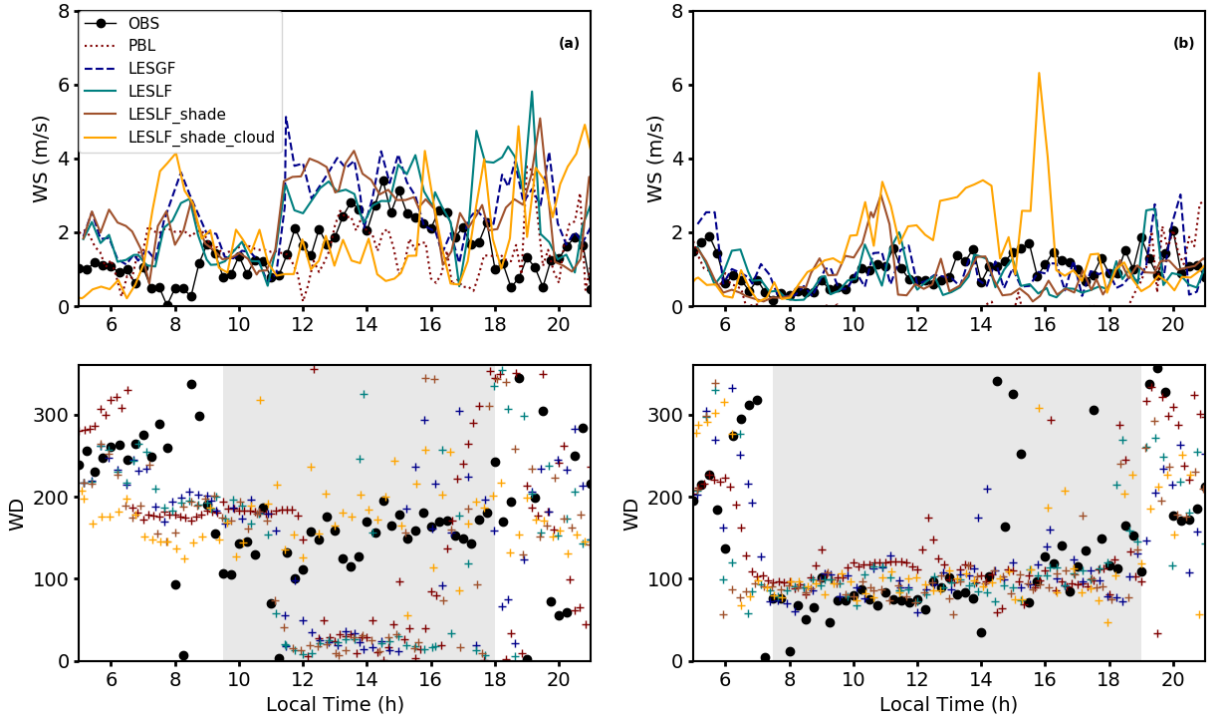 8
6
4
2
0
WS (m/s)
OBS
PBL
LESGF
LESLF
LESLF_shade
LESLF_shade_cloud
(a)
6 8 10 12 14 16 18 20
8
6
4
2
0
WS (m/s)
(b)
6 8 10 12 14 16 18 20
300
200
100
0
WD
6 8 10 12 14 16 18 20
Local Time (h)
300
200
100
0
WD
6 8 10 12 14 16 18 20
Local Time (h)